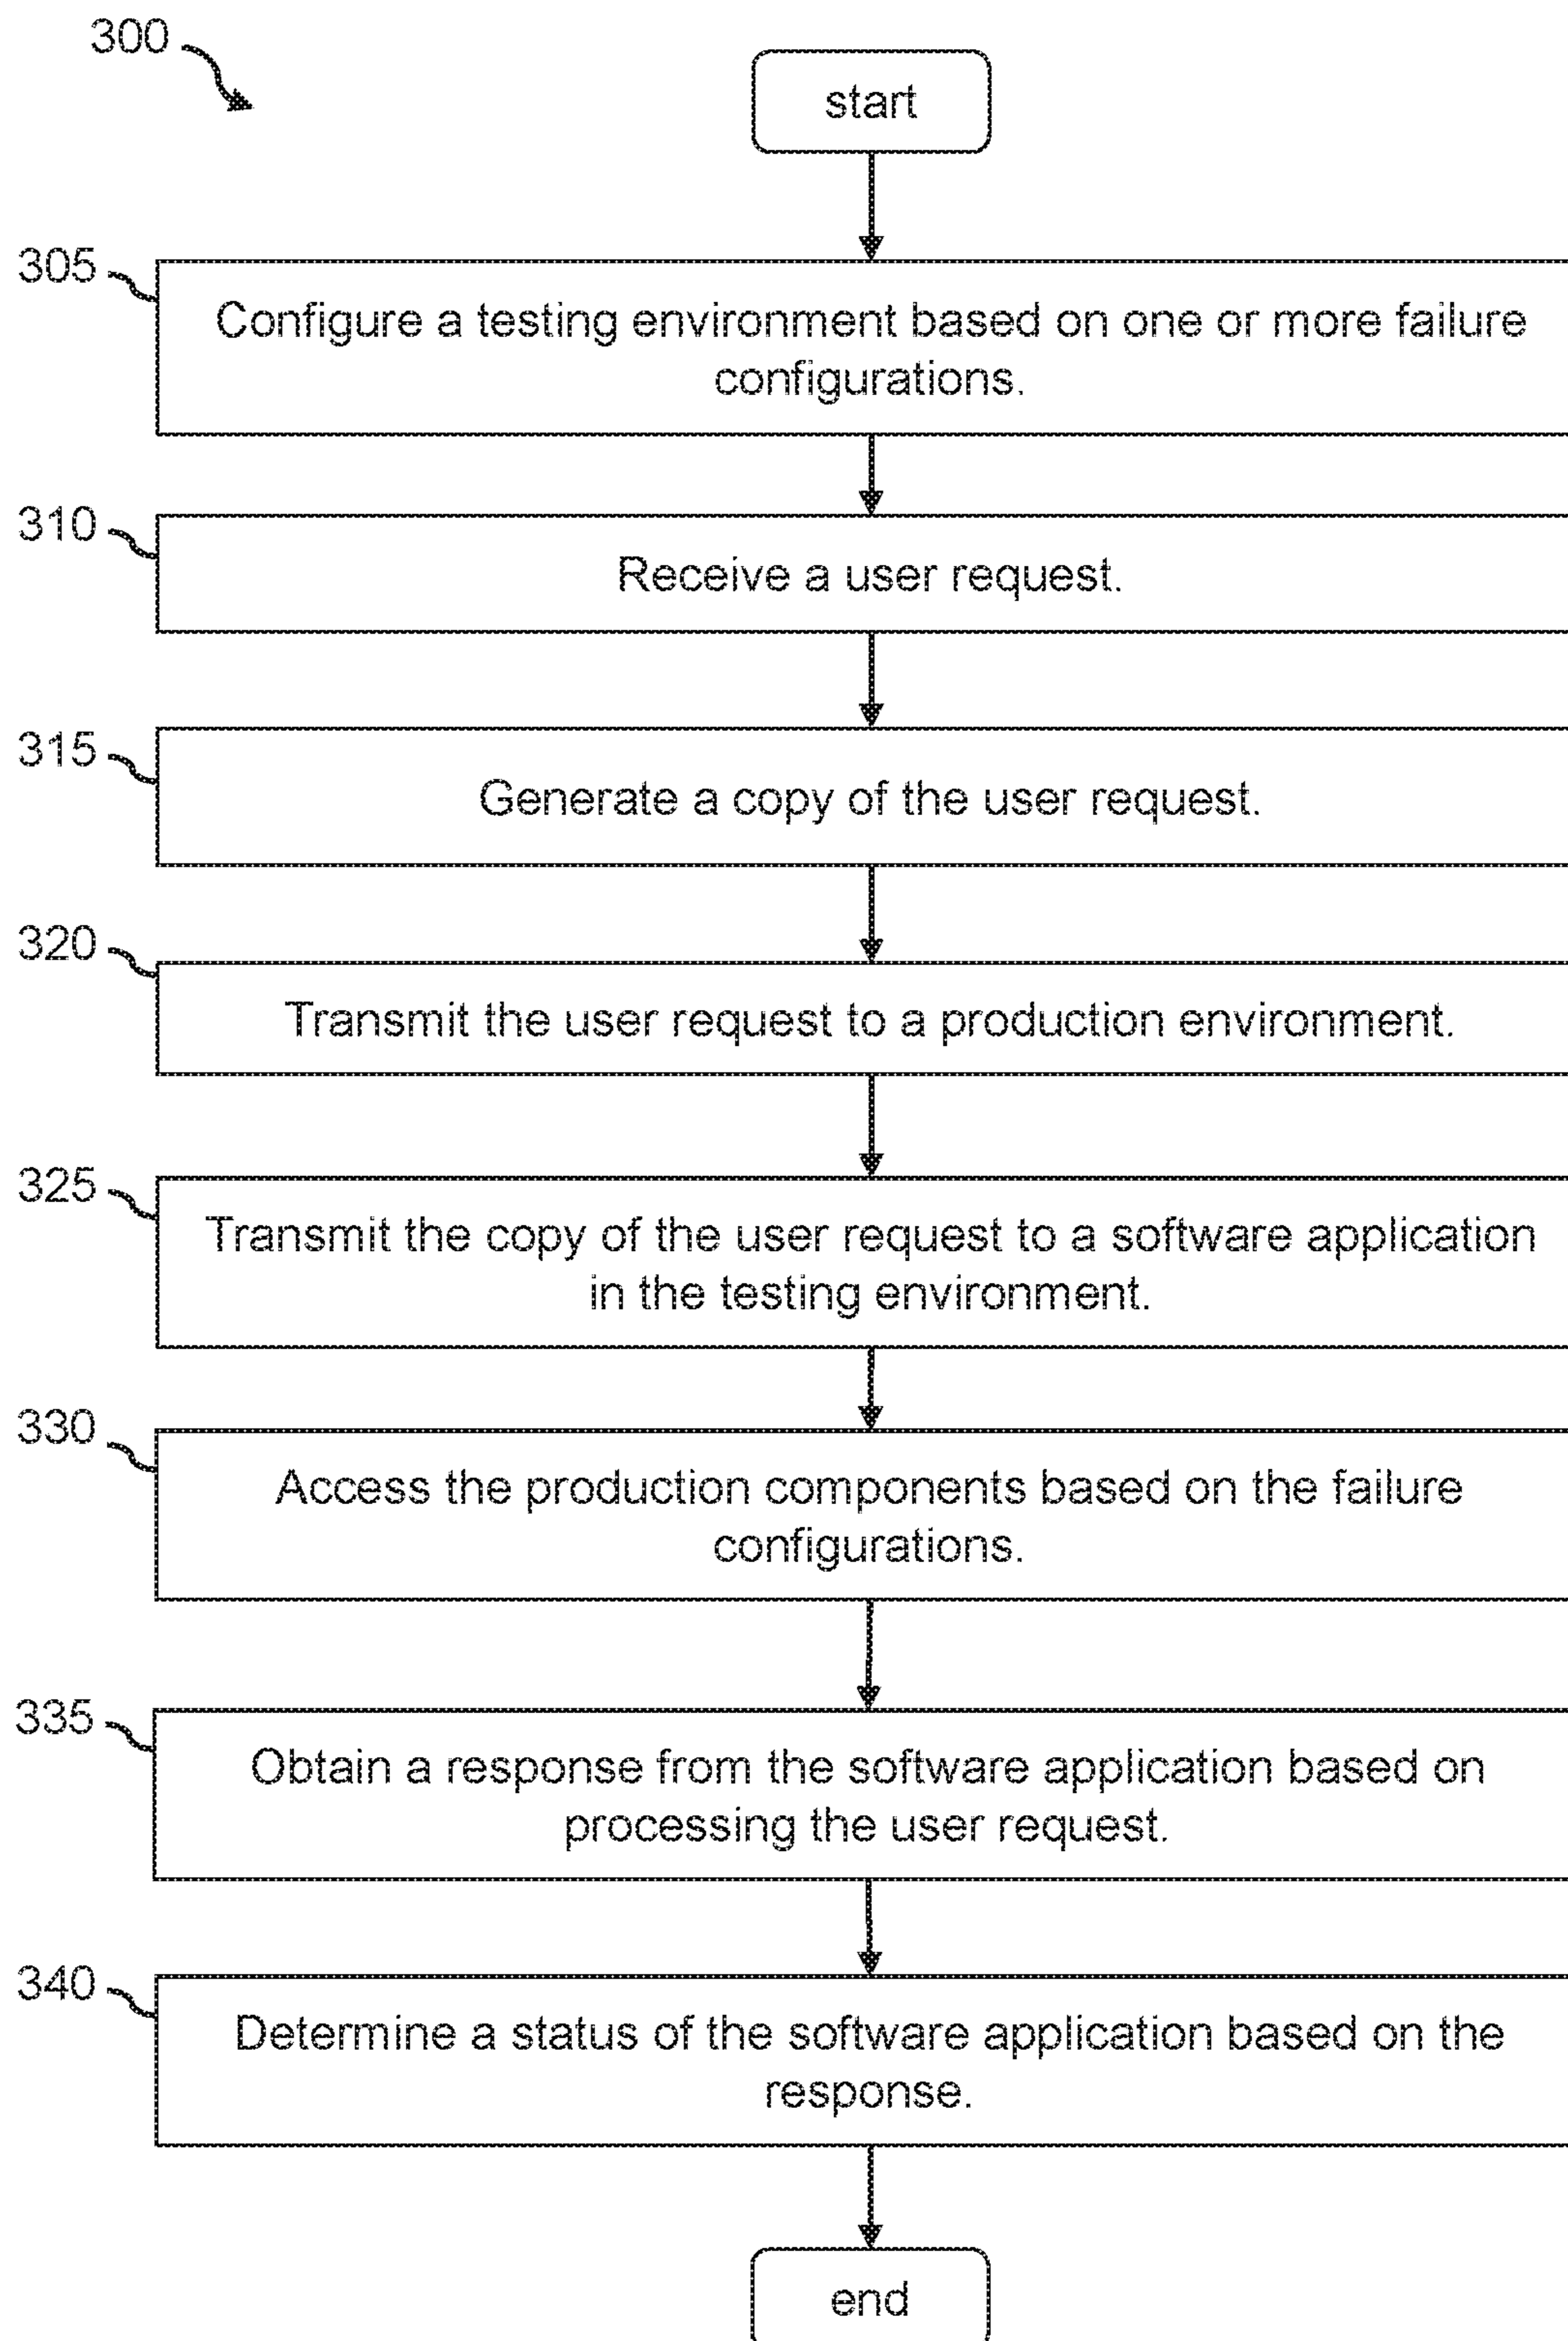 300
start
305
Configure a testing environment based on one or more failure
configurations.
310
Receive a user request.
315
Generate a copy of the user request.
320
Transmit the user request to a production environment.
325
Transmit the copy of the user request to a software application
in the testing environment.
330
Access the production components based on the failure
configurations.
335
Obtain a response from the software application based on
processing the user request.
340
Determine a status of the software application based on the
response.
end